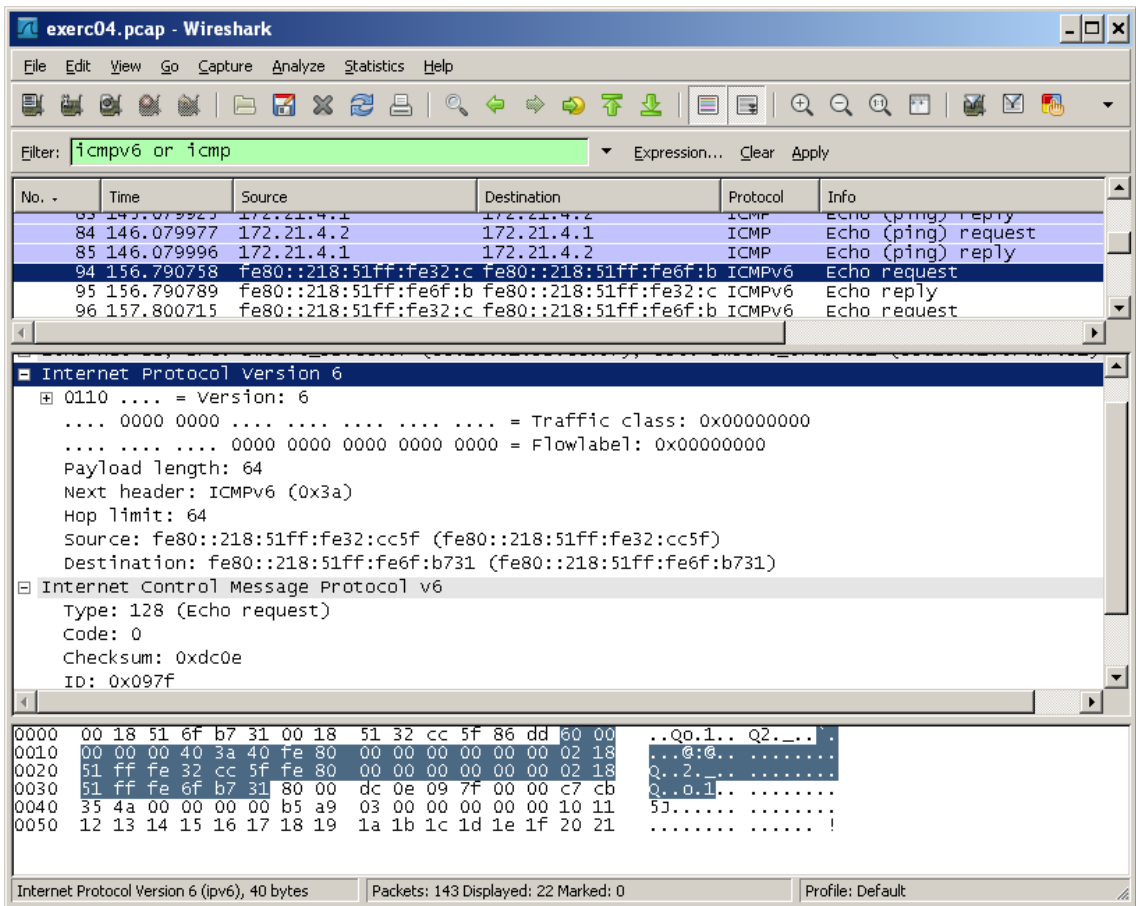 exerc04.pcap - Wireshark
File Edit View Go Capture Analyze Statistics Help
Filter: icmpv6 or icmp Expression... Clear Apply
No. - Time Source Destination Protocol Info
83 145.079925 172.21.4.1 172.21.4.2 ICMP Echo (ping) reply
84 146.079977 172.21.4.2 172.21.4.1 ICMP Echo (ping) request
85 146.079996 172.21.4.1 172.21.4.2 ICMP Echo (ping) reply
94 156.790758 fe80::218:51ff:fe32:c fe80::218:51ff:fe6f:b ICMPv6 Echo request
95 156.790789 fe80::218:51ff:fe6f:b fe80::218:51ff:fe32:c ICMPv6 Echo reply
96 157.800715 fe80::218:51ff:fe32:c fe80::218:51ff:fe6f:b ICMPv6 Echo request
Internet Protocol Version 6
0110 .... = Version: 6
.... 0000 0000 .... .... .... .... .... = Traffic class: 0x00000000
.... .... .... 0000 0000 0000 0000 0000 = Flowlabel: 0x00000000
Payload length: 64
Next header: ICMPv6 (0x3a)
Hop limit: 64
Source: fe80::218:51ff:fe32:cc5f (fe80::218:51ff:fe32:cc5f)
Destination: fe80::218:51ff:fe6f:b731 (fe80::218:51ff:fe6f:b731)
Internet Control Message Protocol v6
Type: 128 (Echo request)
Code: 0
Checksum: 0xdc0e
ID: 0x097f
0000 00 18 51 6f b7 31 00 18 51 32 cc 5f 86 dd 60 00 ..Qo.1.. Q2._..`.
0010 00 00 00 40 3a 40 fe 80 00 00 00 00 00 00 02 18 ...@:@.. ........
0020 51 ff fe 32 cc 5f fe 80 00 00 00 00 00 00 02 18 Q..2._.. ........
0030 51 ff fe 6f b7 31 80 00 dc 0e 09 7f 00 00 c7 cb Q..o.1.. ........
0040 35 4a 00 00 00 00 b5 a9 03 00 00 00 00 00 10 11 5J...... ........
0050 12 13 14 15 16 17 18 19 1a 1b 1c 1d 1e 1f 20 21 ........ ...... !
Internet Protocol Version 6 (ipv6), 40 bytes Packets: 143 Displayed: 22 Marked: 0 Profile: Default